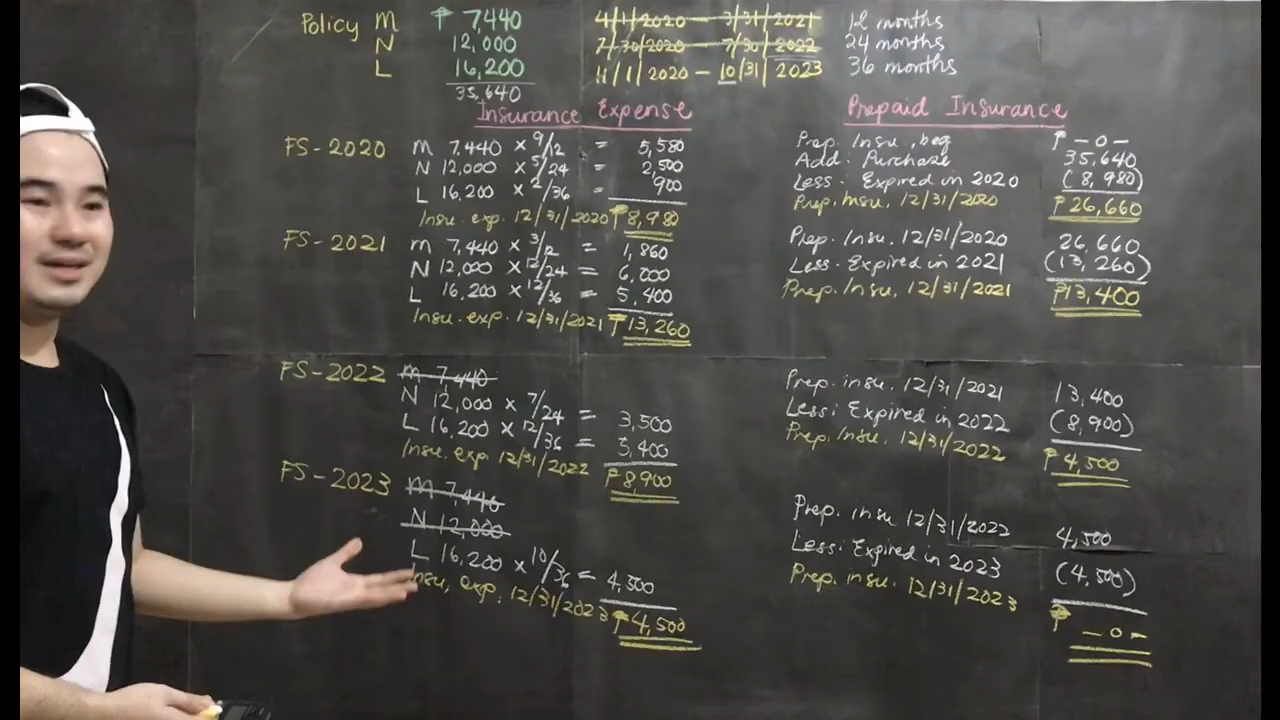 Policy M ₱ 7,440 4/1/2020 - 3/31/2021 12 months
N 12,000 7/30/2020 - 7/30/2022 24 months
L 16,200 11/1/2020 - 10/31/2023 36 months
35,640
Insurance Expense Prepaid Insurance
FS-2020 M 7,440 x 9/12 = 5,580 Prep. Insu., beg ₱ -0-
N 12,000 x 5/24 = 2,500 Add: Purchase 35,640
L 16,200 x 2/36 = 900 Less: Expired in 2020 (8,980)
Insu. exp. 12/31/2020 ₱8,980 Prep. Insu. 12/31/2020 ₱26,660
FS-2021 M 7,440 x 3/12 = 1,860 Prep. Insu. 12/31/2020 26,660
N 12,000 x 12/24 = 6,000 Less: Expired in 2021 (13,260)
L 16,200 x 12/36 = 5,400 Prep. Insu. 12/31/2021 ₱13,400
Insu. exp. 12/31/2021 ₱13,260
FS-2022 M 7,440 Prep. insu. 12/31/2021 13,400
N 12,000 x 7/24 = 3,500 Less: Expired in 2022 (8,900)
L 16,200 x 12/36 = 5,400 Prep. Insu. 12/31/2022 ₱4,500
Insu. exp 12/31/2022 ₱8,900
FS-2023 M 7,440
N 12,000 Prep. insu 12/31/2022 4,500
L 16,200 x 10/36 = 4,500 Less: Expired in 2023 (4,500)
Insu, exp. 12/31/2023 ₱4,500 Prep. insu. 12/31/2023 ₱ -0-